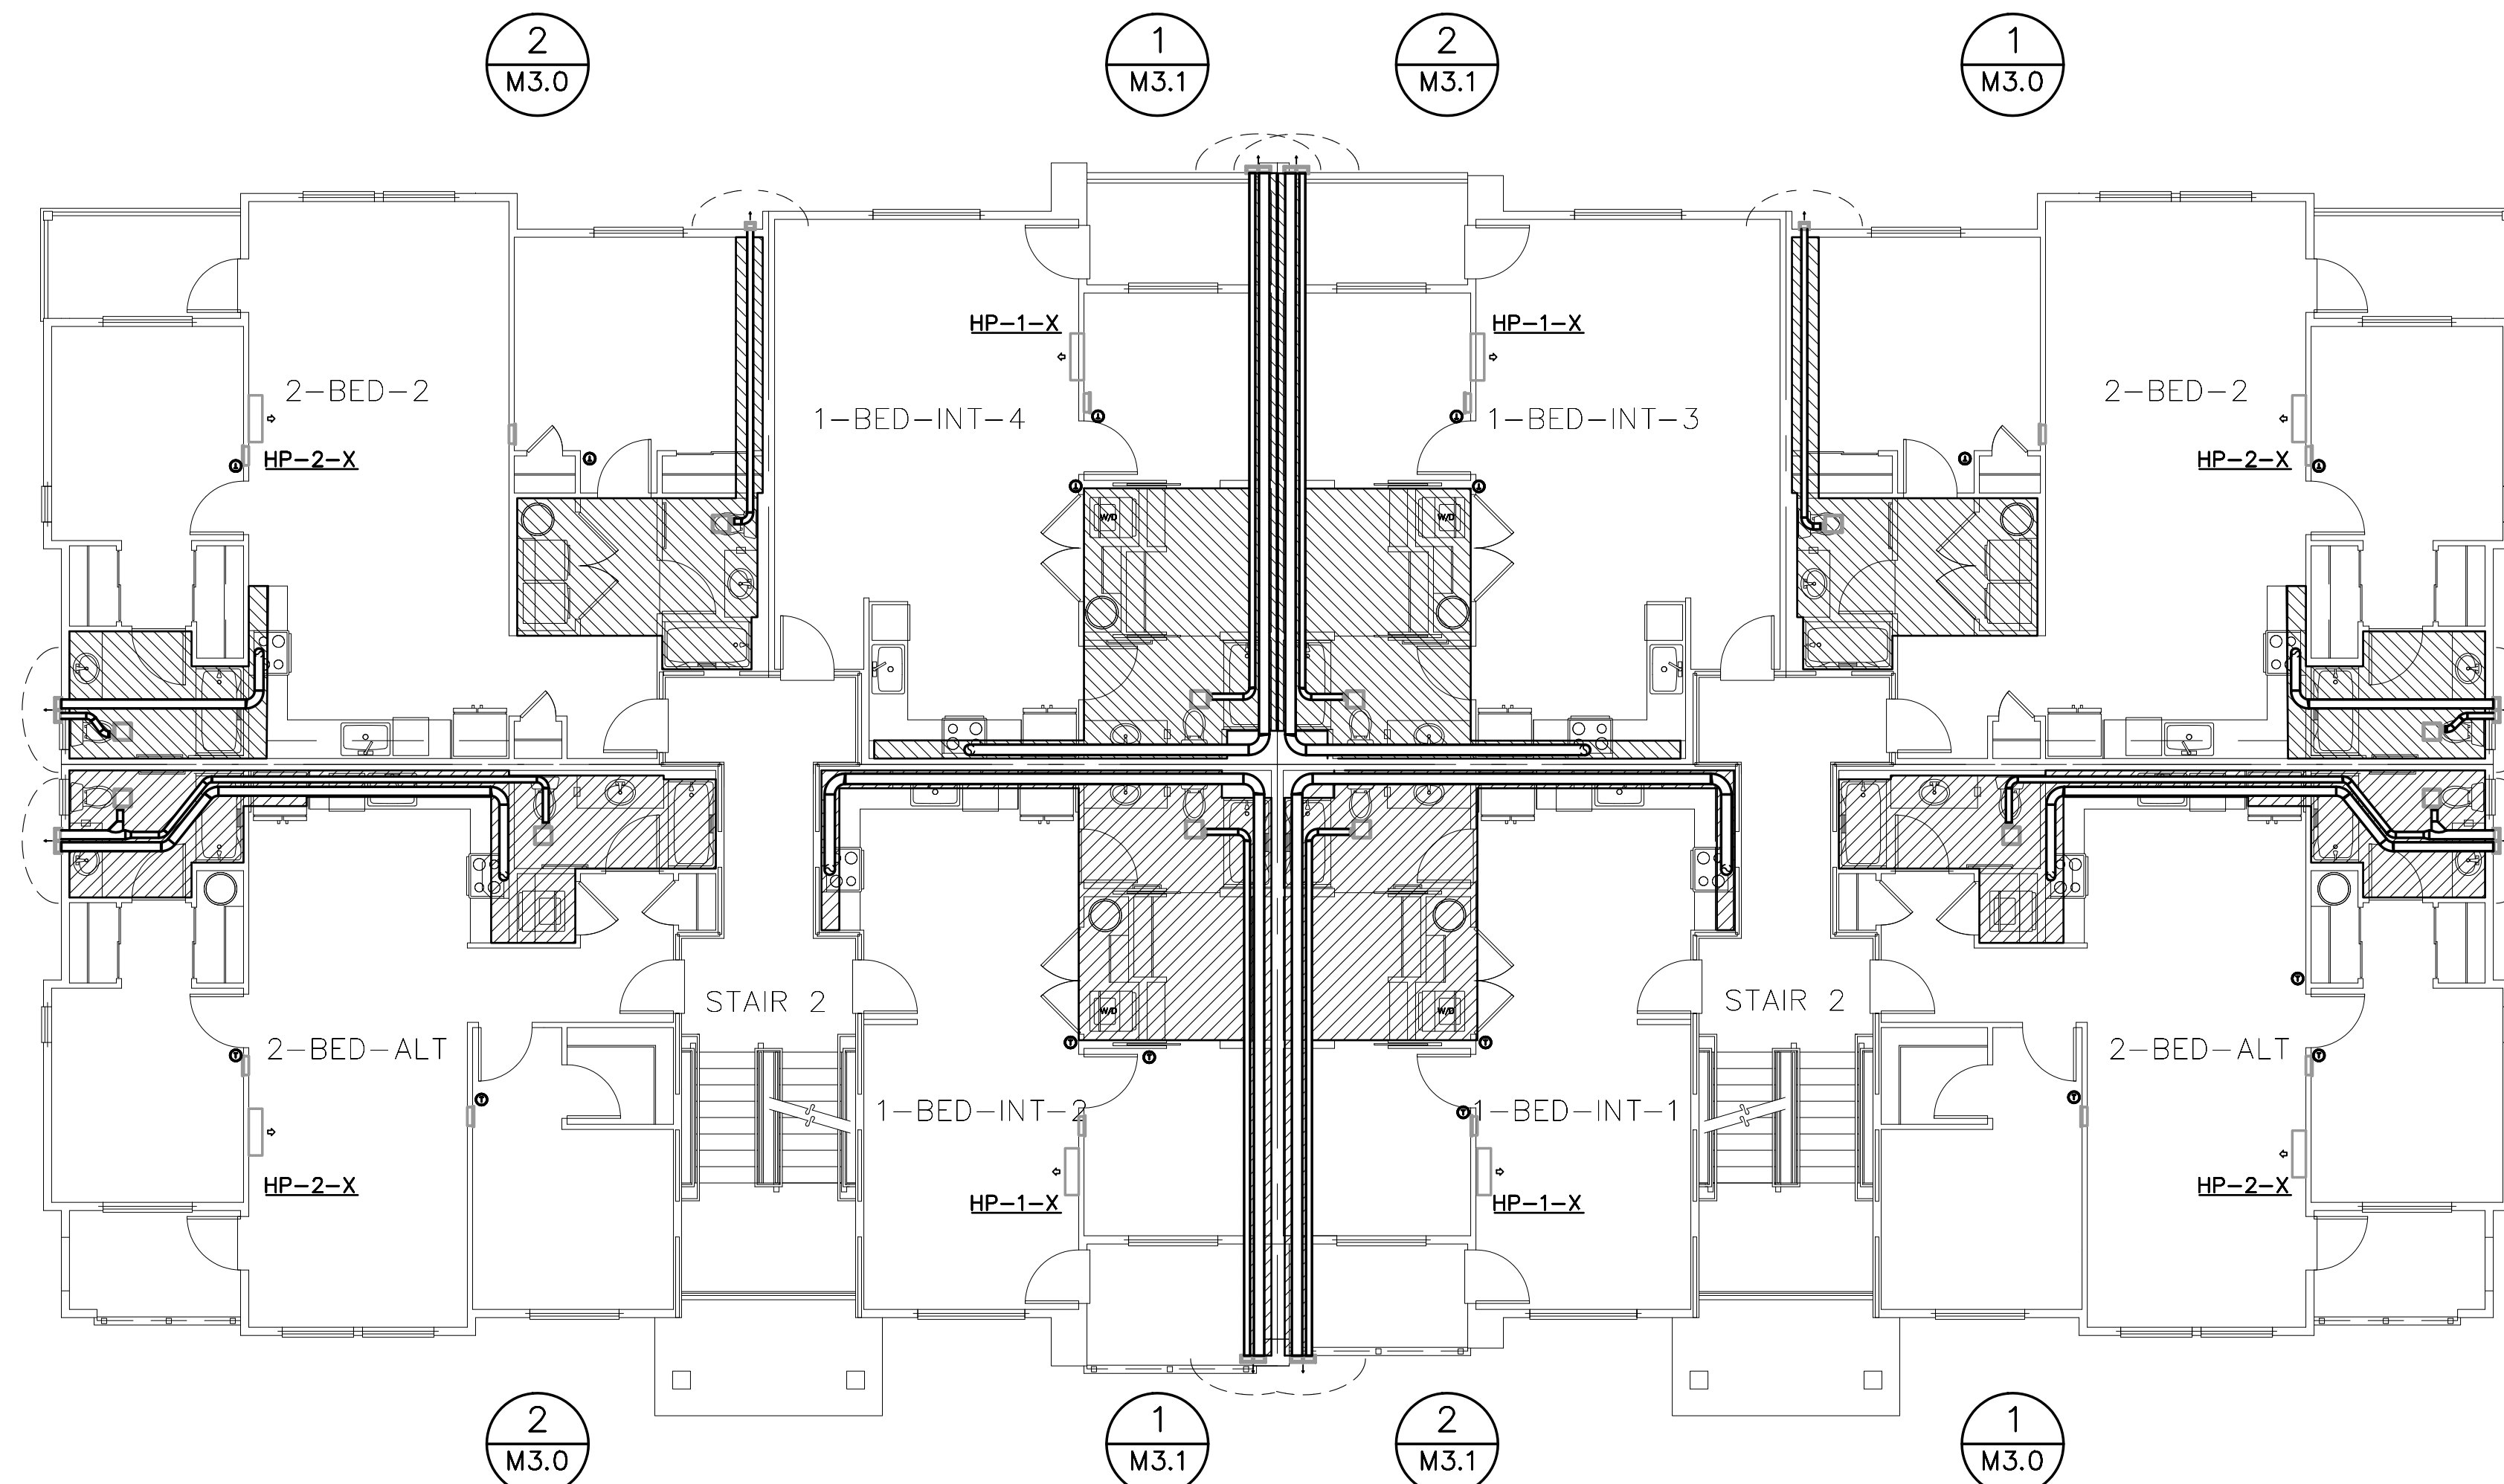 2
M3.0
1
M3.1
2
M3.1
1
M3.0
HP-1-X
HP-1-X
2-BED-2
1-BED-INT-4
1-BED-INT-3
2-BED-2
HP-2-X
HP-2-X
W/D
W/D
STAIR 2
STAIR 2
W/D
W/D
2-BED-ALT
2-BED-ALT
1-BED-INT-2
1-BED-INT-1
HP-2-X
HP-1-X
HP-1-X
HP-2-X
2
M3.0
1
M3.1
2
M3.1
1
M3.0